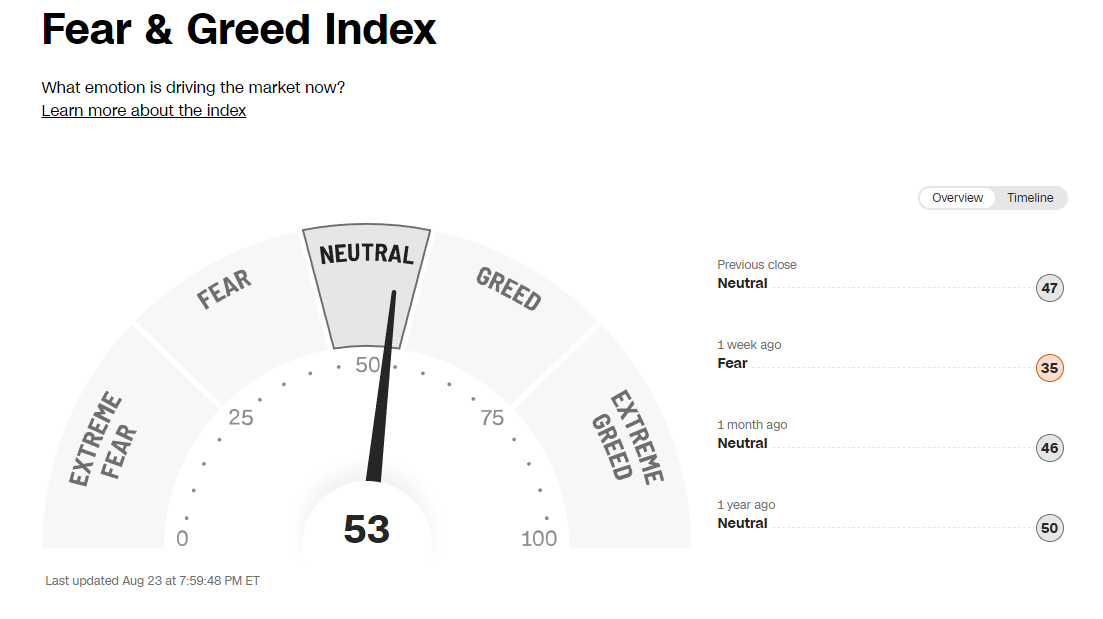 Fear & Greed Index
What emotion is driving the market now?
Learn more about the index
Overview
Timeline
EXTREME
FEAR
FEAR
NEUTRAL
GREED
EXTREME
GREED
0
25
50
75
100
53
Last updated Aug 23 at 7:59:48 PM ET
Previous close
Neutral 47
1 week ago
Fear 35
1 month ago
Neutral 46
1 year ago
Neutral 50